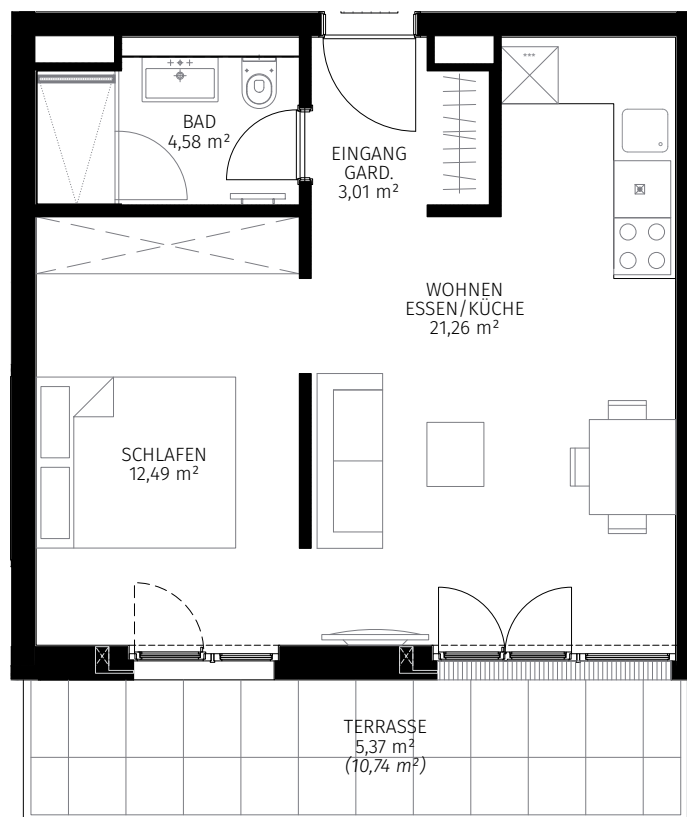 BAD
4,58 m²
EINGANG
GARD.
3,01 m²
WOHNEN
ESSEN/KÜCHE
21,26 m²
SCHLAFEN
12,49 m²
TERRASSE
5,37 m²
(10,74 m²)